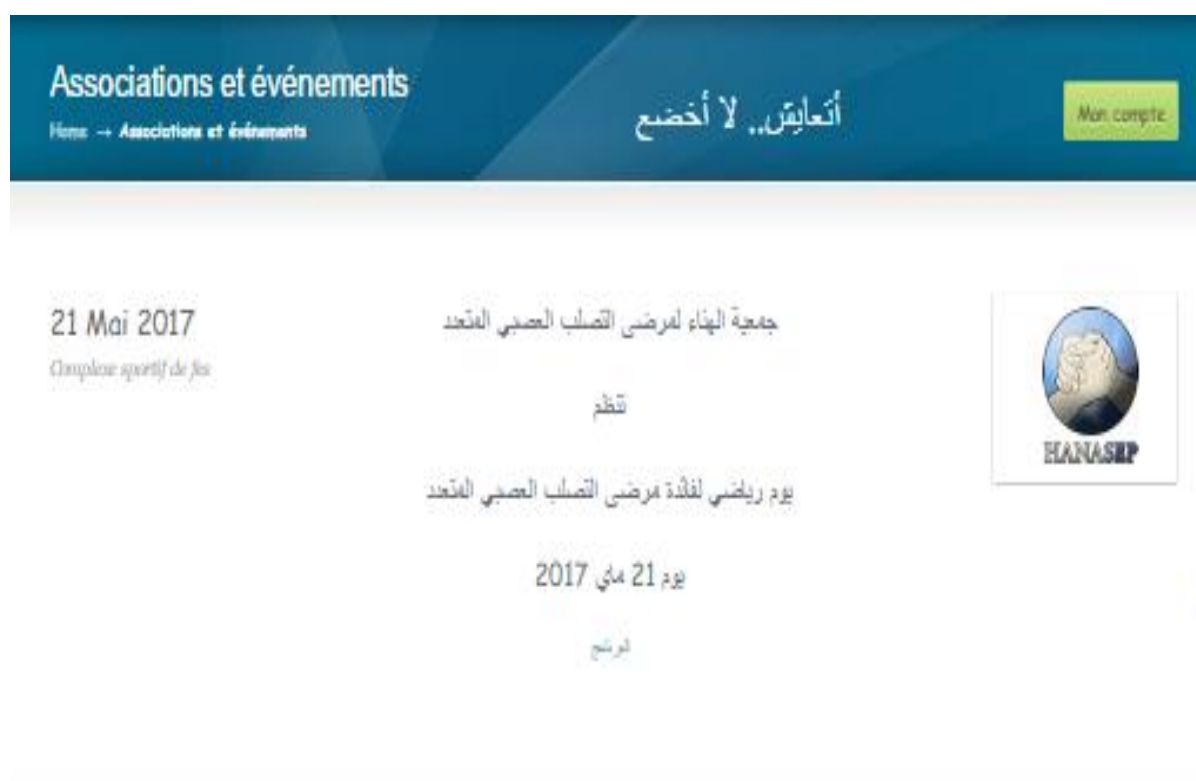 Associations et événements
أتعايش.. لا أخضع
Mon compte
Home → Associations et événements
21 Mai 2017
Complexe sportif de fes
جمعية الهناء لمرضى التصلب العصبي المتعدد
تنظم
يوم رياضي لفائدة مرضى التصلب العصبي المتعدد
يوم 21 ماي 2017
البرنامج
HANASEP